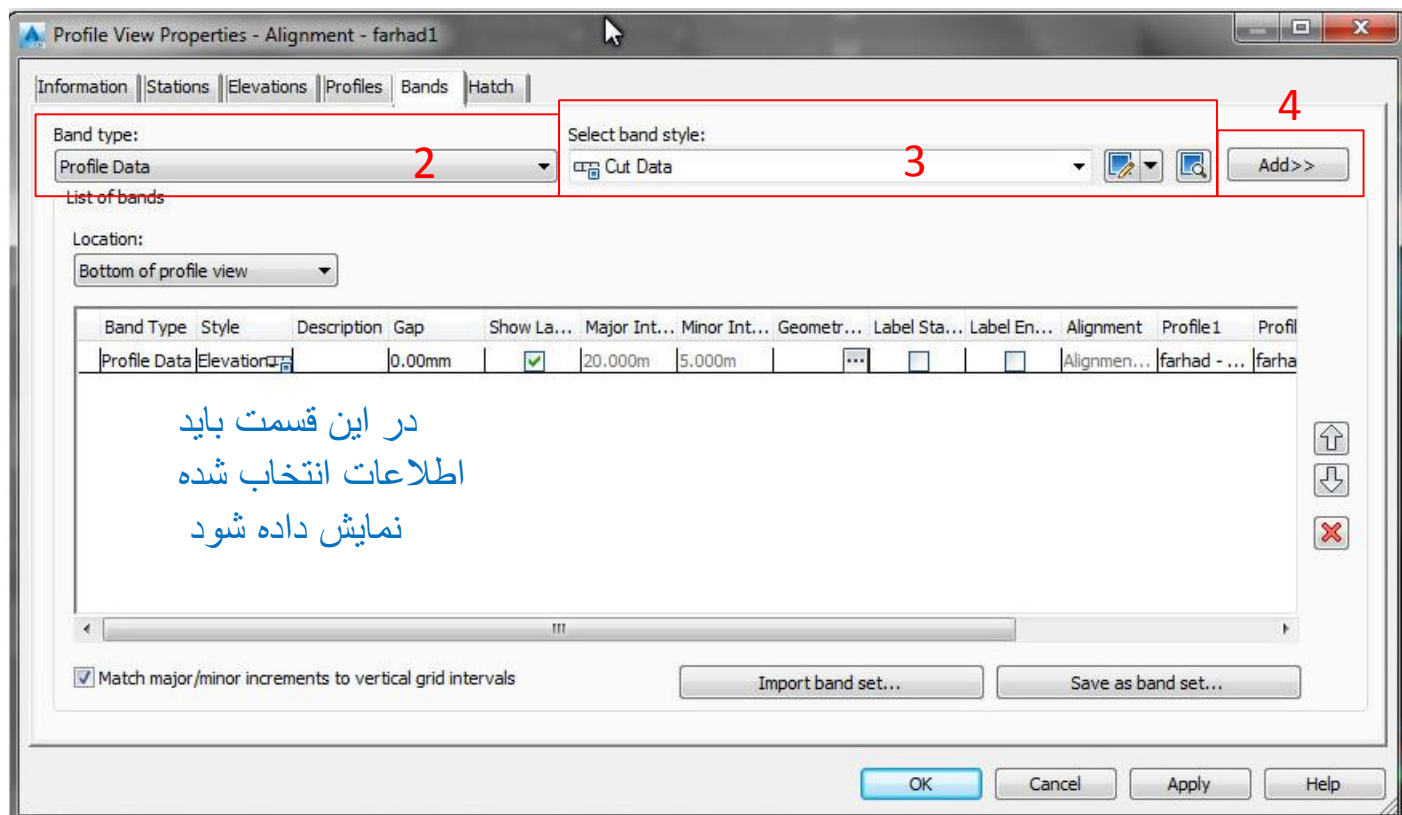 Profile View Properties - Alignment - farhad1
Information Stations Elevations Profiles Bands Hatch
4
Band type: Select band style:
Profile Data 2 Cut Data 3 Add>>
List of bands
Location:
Bottom of profile view
Band Type Style Description Gap Show La... Major Int... Minor Int... Geometr... Label Sta... Label En... Alignment Profile1 Profil
Profile Data Elevation 0.00mm 20.000m 5.000m ... Alignmen... farhad - ... farha
در این قسمت باید
اطلاعات انتخاب شده
نمایش داده شود
Match major/minor increments to vertical grid intervals Import band set... Save as band set...
OK Cancel Apply Help